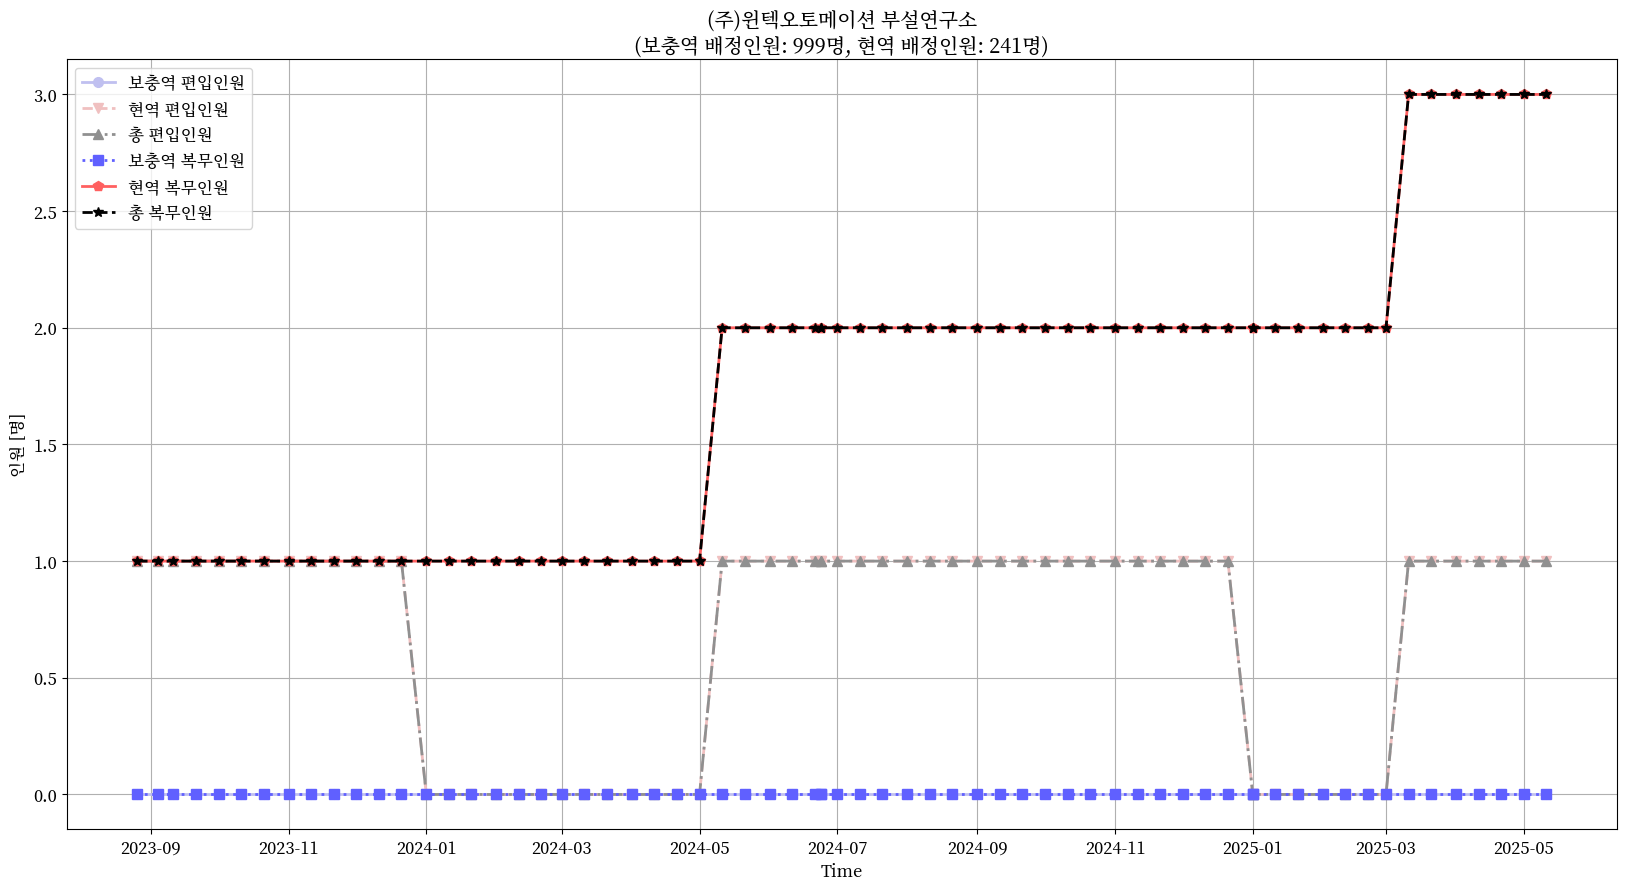 (주)윈텍오토메이션 부설연구소
(보충역 배정인원: 999명, 현역 배정인원: 241명)
보충역 편입인원
현역 편입인원
총 편입인원
보충역 복무인원
현역 복무인원
총 복무인원
인원 [명]
3.0
2.5
2.0
1.5
1.0
0.5
0.0
2023-09
2023-11
2024-01
2024-03
2024-05
2024-07
2024-09
2024-11
2025-01
2025-03
2025-05
Time